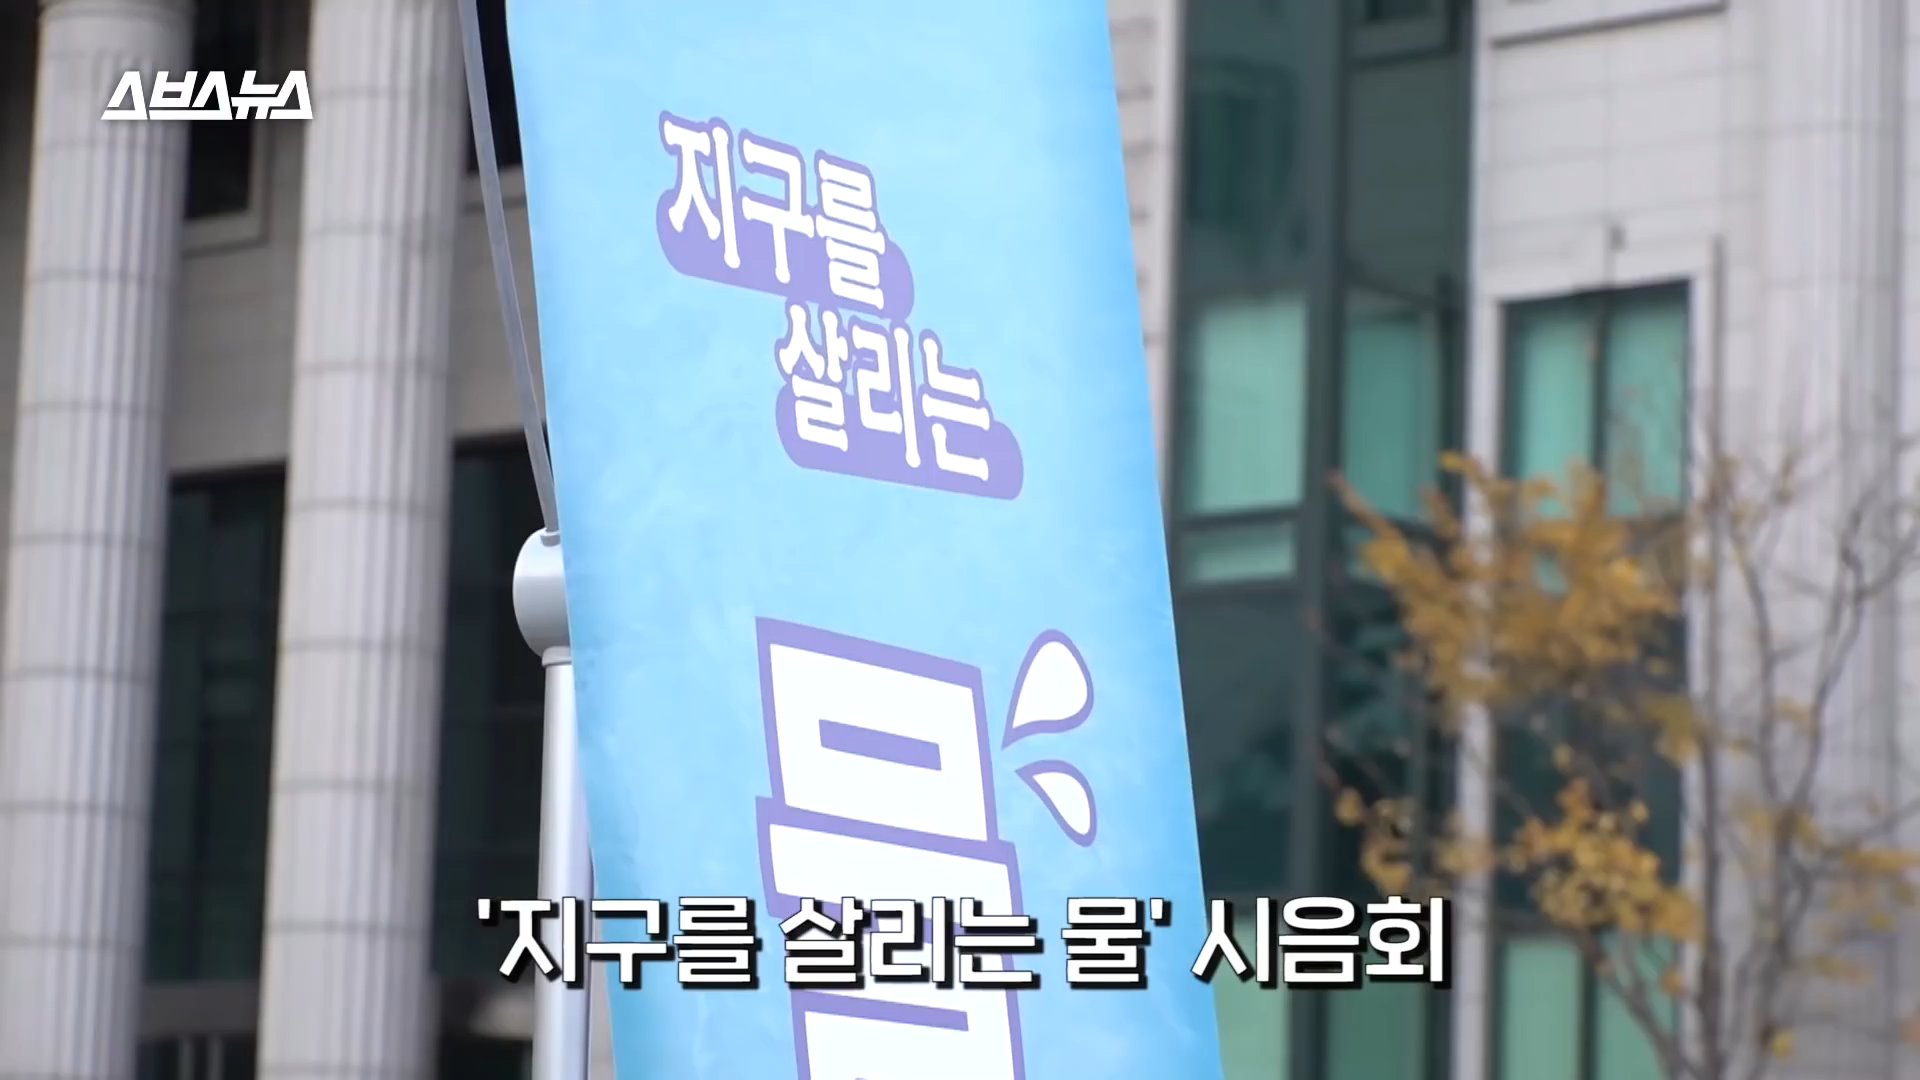 스브스뉴스
지구를
살리는
물
'지구를 살리는 물' 시음회